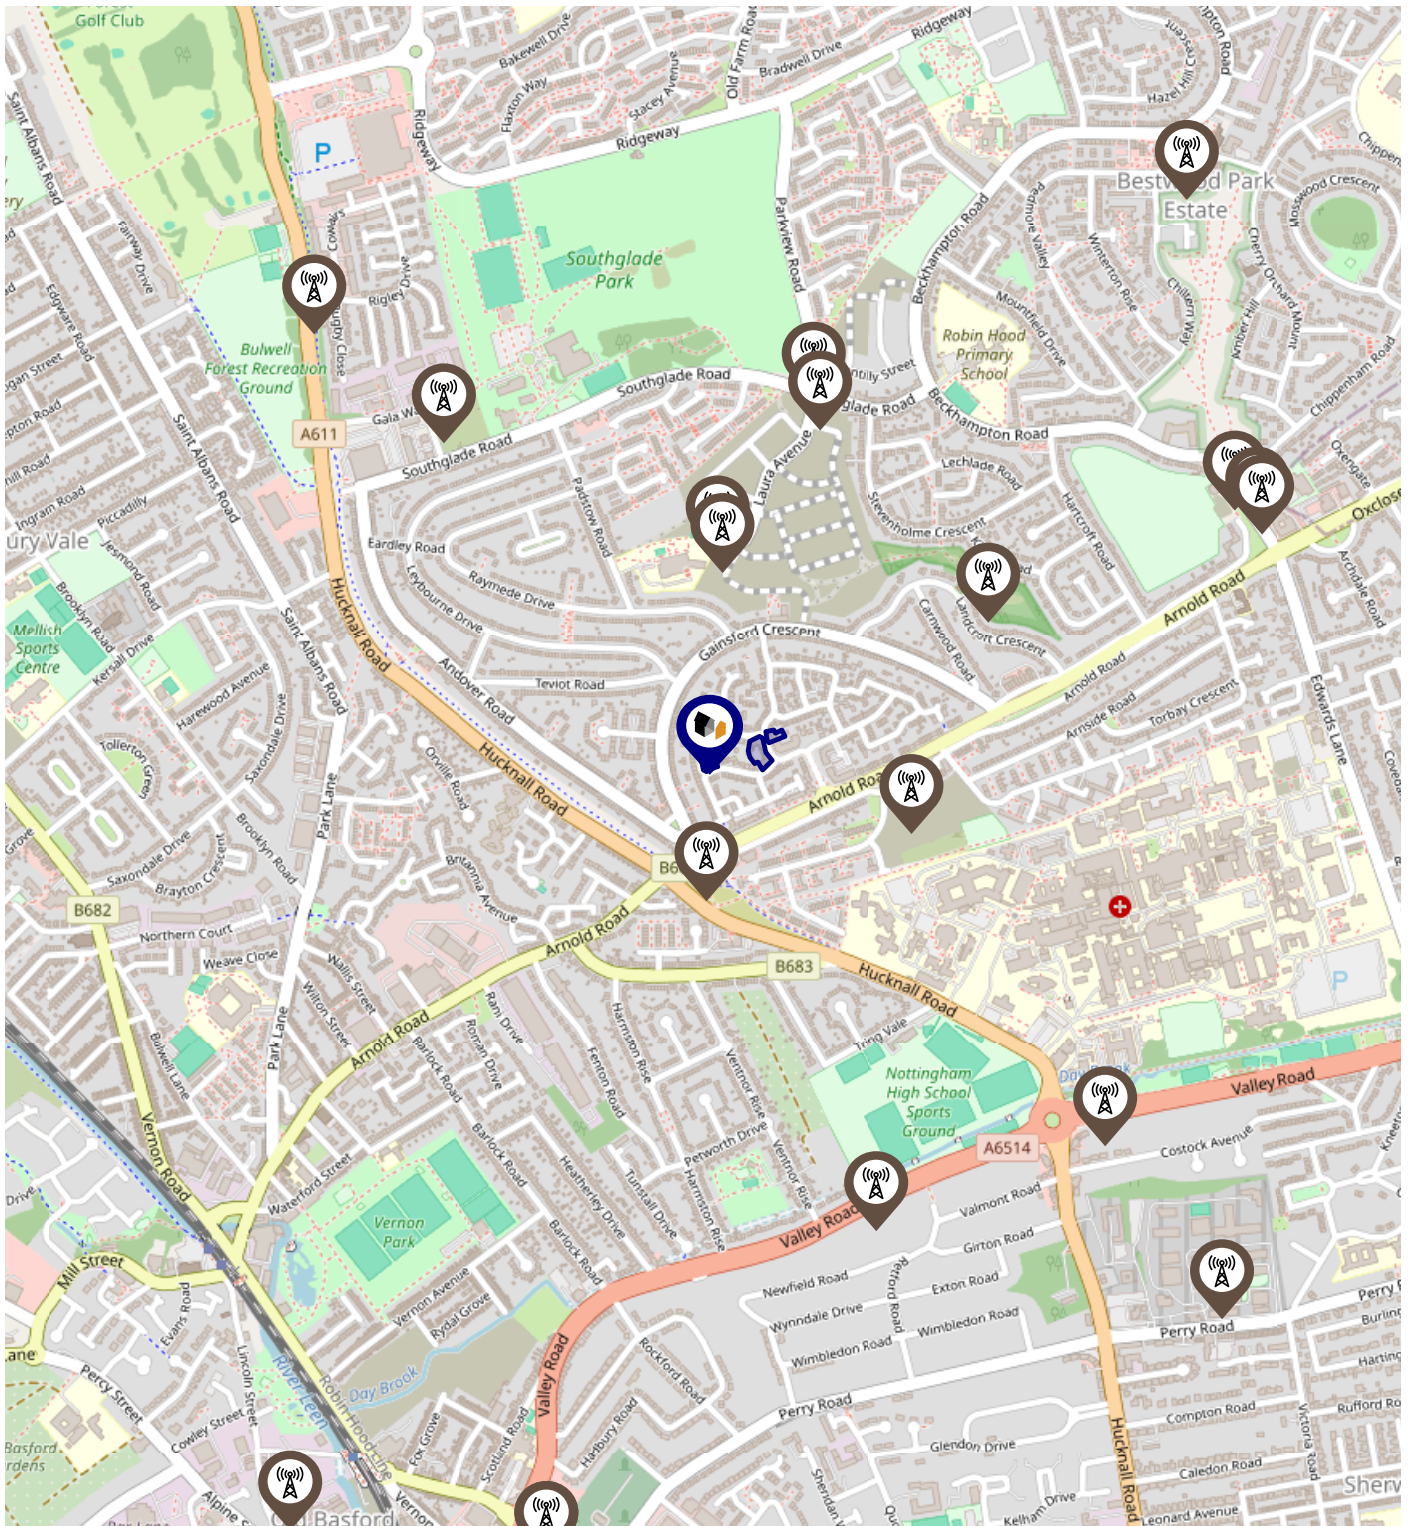 Golf Club
Ridgeway
Bakewell Drive
Old Farm Road
Bradwell Drive
Hazel Hill Crescent
Saint Albans Road
Flaxton Way
Stacey Avenue
Ridgeway
Ridgeway
P
Bestwood Park
Estate
Mosswood Crescent
Fairway Drive
Rigley Drive
Southglade
Park
Parkview Road
Beckhampton Road
Winterton Rise
Mountfield Drive
Chiltern Way
Cherry Orchard Mount
Amber Hill
Edgware Road
Bulwell
Forest Recreation
Ground
Robin Hood
Primary
School
Chippenham Road
Southglade Road
A611
Southglade Road
Beckhampton Road
Saint Albans Road
Laura Avenue
Lechlade Road
Oxengate
Ingram Road
Piccadilly
Padstow Road
Stevenholme Crescent
Hartcroft Road
ury Vale
Jesmond Road
Eardley Road
Leybourne Drive
Raymede Drive
Archdale Road
Arnold Road
Brooklyn Road
Hucknall Road
Mellish
Sports
Centre
Kersall Drive
Saint Albans Road
Gainsford Crescent
Carnwood Road
Landcroft Crescent
Harewood Avenue
Andover Road
Teviot Road
Arnold Road
Arnside Road
Torbay Crescent
Edwards Lane
Saxondale Drive
Tollerton Green
Orville Road
Hucknall Road
Park Lane
Brooklyn Road
Saxondale Drive
Brayton Crescent
Britannia Avenue
B682
Northern Court
Arnold Road
B683
Weave Close
Wallis Street
Wilton Street
Hucknall Road
Rani Drive
Harmston Rise
Tring Vale
Arnold Road
Barlock Road
Roman Drive
Fenton Road
Ventnor Rise
Bulwell Lane
Park Lane
Nottingham
High School
Sports
Ground
P
Valley Road
Vernon Road
A6514
Costock Avenue
Petworth Drive
Ventnor Rise
Barlock Road
Waterford Street
Heatherley Drive
Tunstall Drive
Harmston Rise
Vernon
Park
Valley Road
Valmont Road
Girton Road
Barlock Road
Mill Street
Newfield Road
Retford Road
Exton Road
Vernon Avenue
Rydal Grove
Wynndale Drive
Wimbledon Road
Perry Road
Evans Road
Wimbledon Road
Lincoln Street
River Leen
Robin Hood Line
Day Brook
Valley Road
Rockford Road
Percy Street
Perry Road
Compton Road
Victoria Road
Cowley Street
Fox Grove
Scotland Road
Harbury Road
Glendon Drive
Hucknall Road
Caledon Road
Kelham Drive
Leonard Avenue
Old Basford